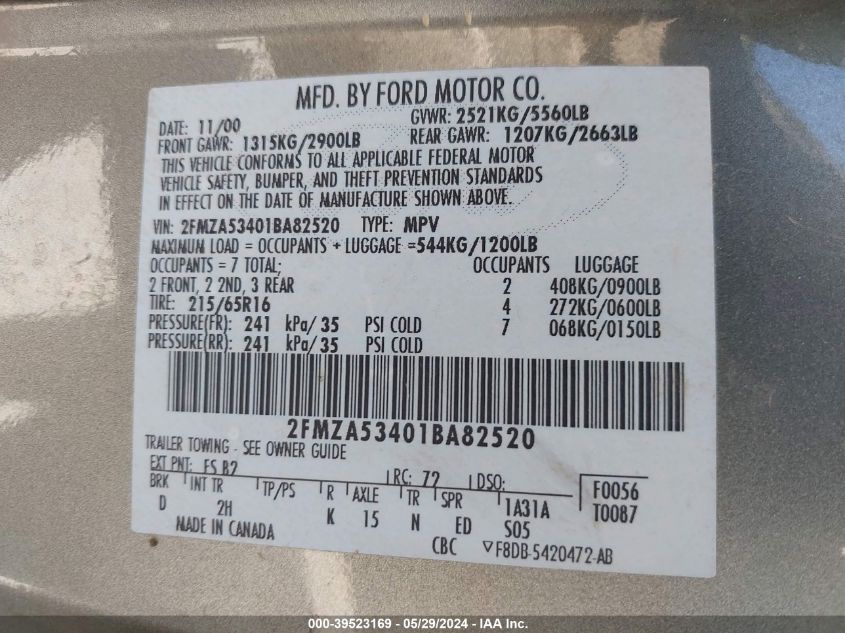 MFD. BY FORD MOTOR CO.
DATE: 11/00 GVWR: 2521KG/5560LB
FRONT GAWR: 1315KG/2900LB REAR GAWR: 1207KG/2663LB
THIS VEHICLE CONFORMS TO ALL APPLICABLE FEDERAL MOTOR
VEHICLE SAFETY, BUMPER, AND THEFT PREVENTION STANDARDS
IN EFFECT ON THE DATE OF MANUFACTURE SHOWN ABOVE.
VIN: 2FMZA53401BA82520 TYPE: MPV
MAXIMUM LOAD = OCCUPANTS + LUGGAGE =544KG/1200LB
OCCUPANTS = 7 TOTAL; OCCUPANTS LUGGAGE
2 FRONT, 2 2ND, 3 REAR 2 408KG/0900LB
TIRE: 215/65R16 4 272KG/0600LB
PRESSURE(FR): 241 kPa/ 35 PSI COLD 7 068KG/0150LB
PRESSURE(RR): 241 kPa/ 35 PSI COLD
2FMZA53401BA82520
TRAILER TOWING - SEE OWNER GUIDE
EXT PNT: FS B2 RC: 72 DSO: F0056
BRK INT TR TP/PS R AXLE TR SPR 1A31A T0087
D 2H K 15 N ED S05
MADE IN CANADA CBC ▽F8DB-5420472-AB
000-39523169 - 05/29/2024 - IAA Inc.